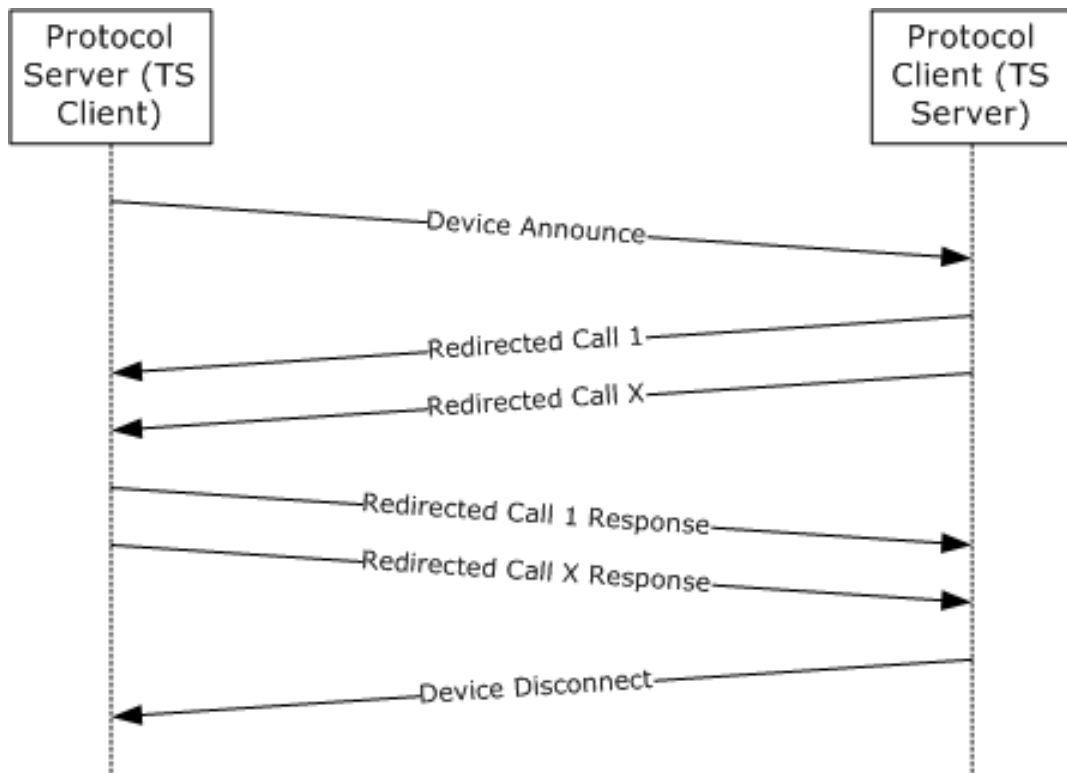 Protocol
Server (TS
Client)
Protocol
Client (TS
Server)
Device Announce
Redirected Call 1
Redirected Call X
Redirected Call 1 Response
Redirected Call X Response
Device Disconnect